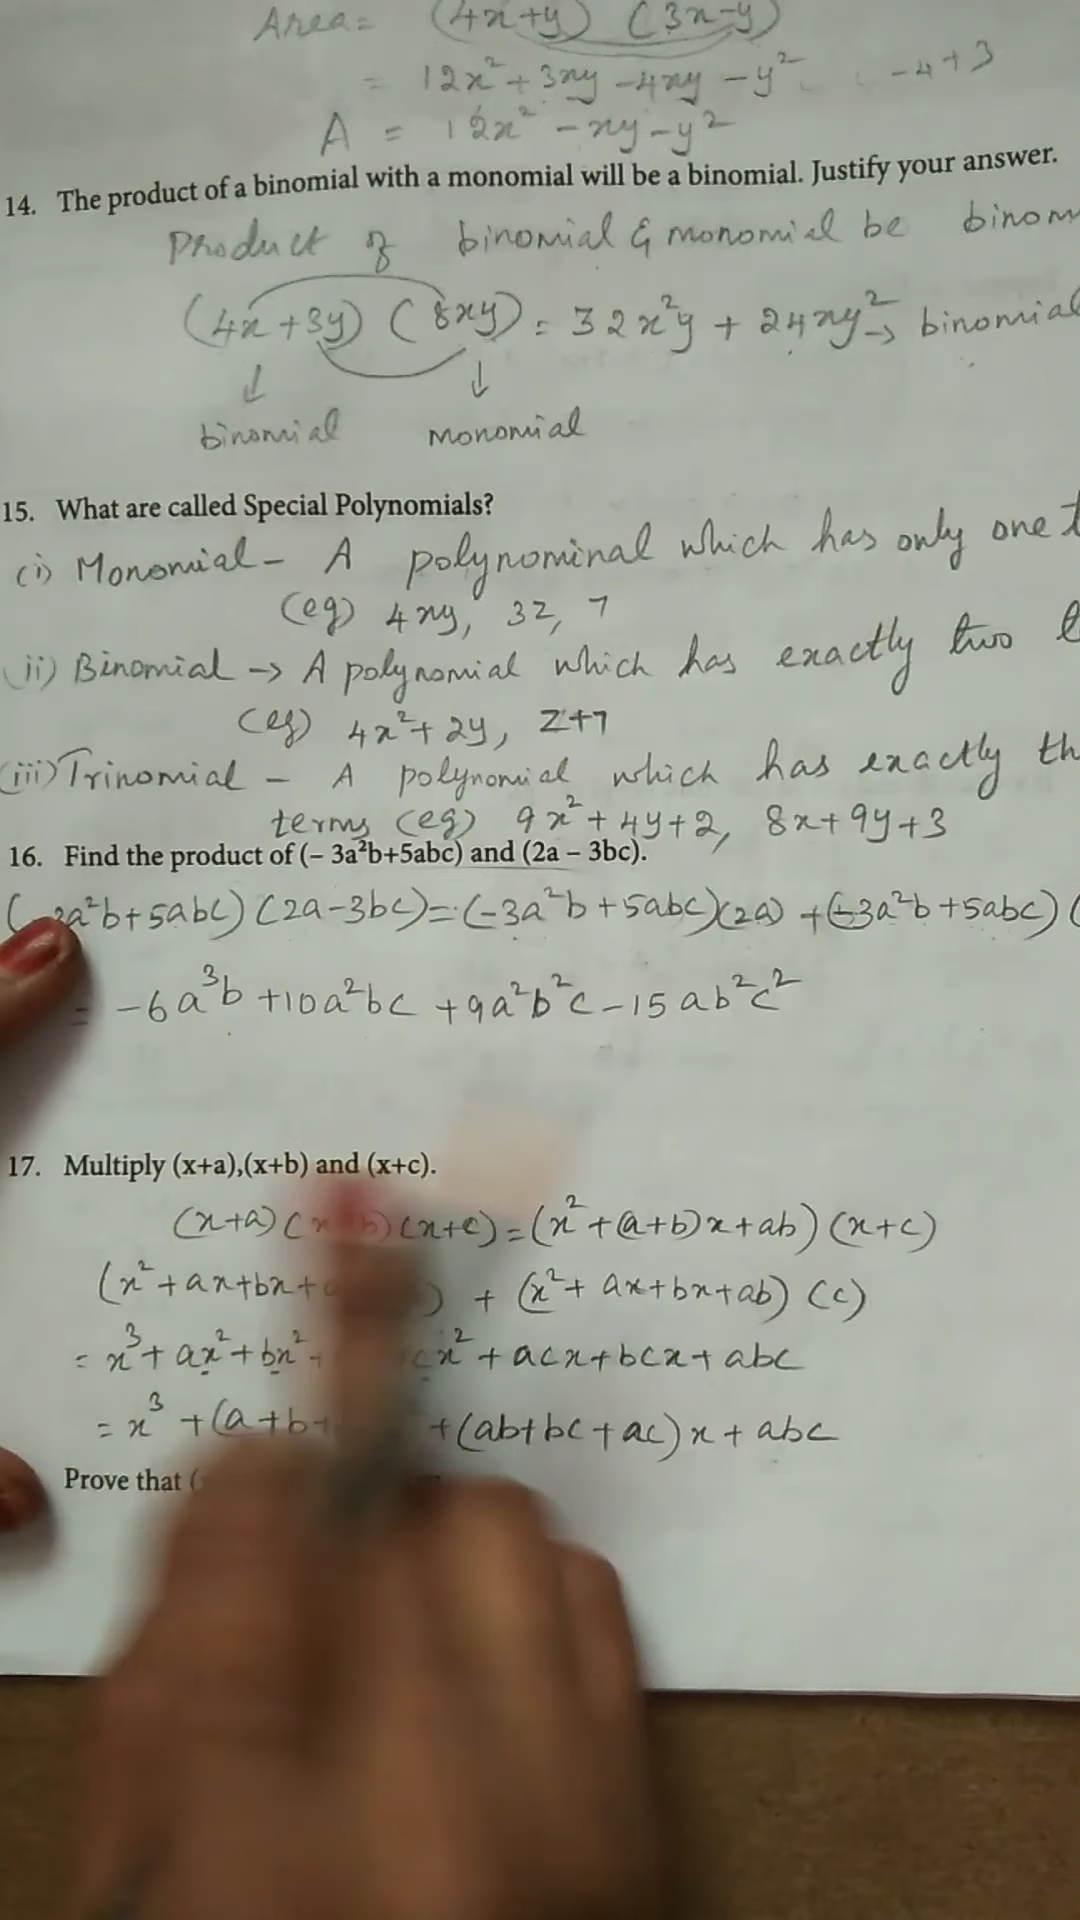 Area = (4x+y) (3x-y)
= 12x² + 3xy - 4xy - y² -4+3
A = 12x² - xy - y²
14. The product of a binomial with a monomial will be a binomial. Justify your answer.
Product of binomial & monomial be binom
(4x+3y) (8xy) = 32x²y + 24xy² → binomial
↓ ↓
binomial monomial
15. What are called Special Polynomials?
(i) Monomial - A polynominal which has only one t
(eg) 4xy, 3z, 7
(ii) Binomial → A polynomial which has exactly two t
(eg) 4x²+2y, z+7
(iii) Trinomial - A polynomial which has exactly th
terms (eg) 9x²+4y+2, 8x+9y+3
16. Find the product of (– 3a²b+5abc) and (2a – 3bc).
(-3a²b+5abc)(2a-3bc)=(-3a²b+5abc)(2a) +(-3a²b+5abc)(
= -6a³b +10a²bc +9a²b²c -15ab²c²
17. Multiply (x+a),(x+b) and (x+c).
(x+a)(x+b)(x+c)=(x²+(a+b)x+ab)(x+c)
(x²+ax+bx+ ) + (x²+ax+bx+ab)(c)
= x³+ax²+bx²+ cx²+acx+bcx+abc
= x³+(a+b+ +(ab+bc+ac)x+abc
Prove that (